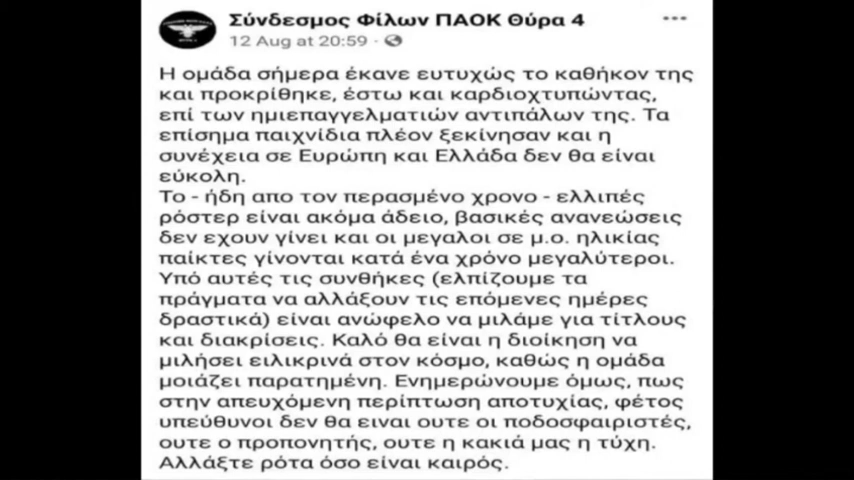 Σύνδεσμος Φίλων ΠΑΟΚ Θύρα 4
12 Aug at 20:59 ·
Η ομάδα σήμερα έκανε ευτυχώς το καθήκον της
και προκρίθηκε, έστω και καρδιοχτυπώντας,
επί των ημιεπαγγελματιών αντιπάλων της. Τα
επίσημα παιχνίδια πλέον ξεκίνησαν και η
συνέχεια σε Ευρώπη και Ελλάδα δεν θα είναι
εύκολη.
Το - ήδη απο τον περασμένο χρονο - ελλιπές
ρόστερ είναι ακόμα άδειο, βασικές ανανεώσεις
δεν εχουν γίνει και οι μεγαλοι σε μ.ο. ηλικίας
παίκτες γίνονται κατά ένα χρόνο μεγαλύτεροι.
Υπό αυτές τις συνθήκες (ελπίζουμε τα
πράγματα να αλλάξουν τις επόμενες ημέρες
δραστικά) είναι ανώφελο να μιλάμε για τίτλους
και διακρίσεις. Καλό θα είναι η διοίκηση να
μιλήσει ειλικρινά στον κόσμο, καθώς η ομάδα
μοιάζει παρατημένη. Ενημερώνουμε όμως, πως
στην απευχόμενη περίπτωση αποτυχίας, φέτος
υπεύθυνοι δεν θα ειναι ουτε οι ποδοσφαιριστές,
ουτε ο προπονητής, ουτε η κακιά μας η τύχη.
Αλλάξτε ρότα όσο είναι καιρός.